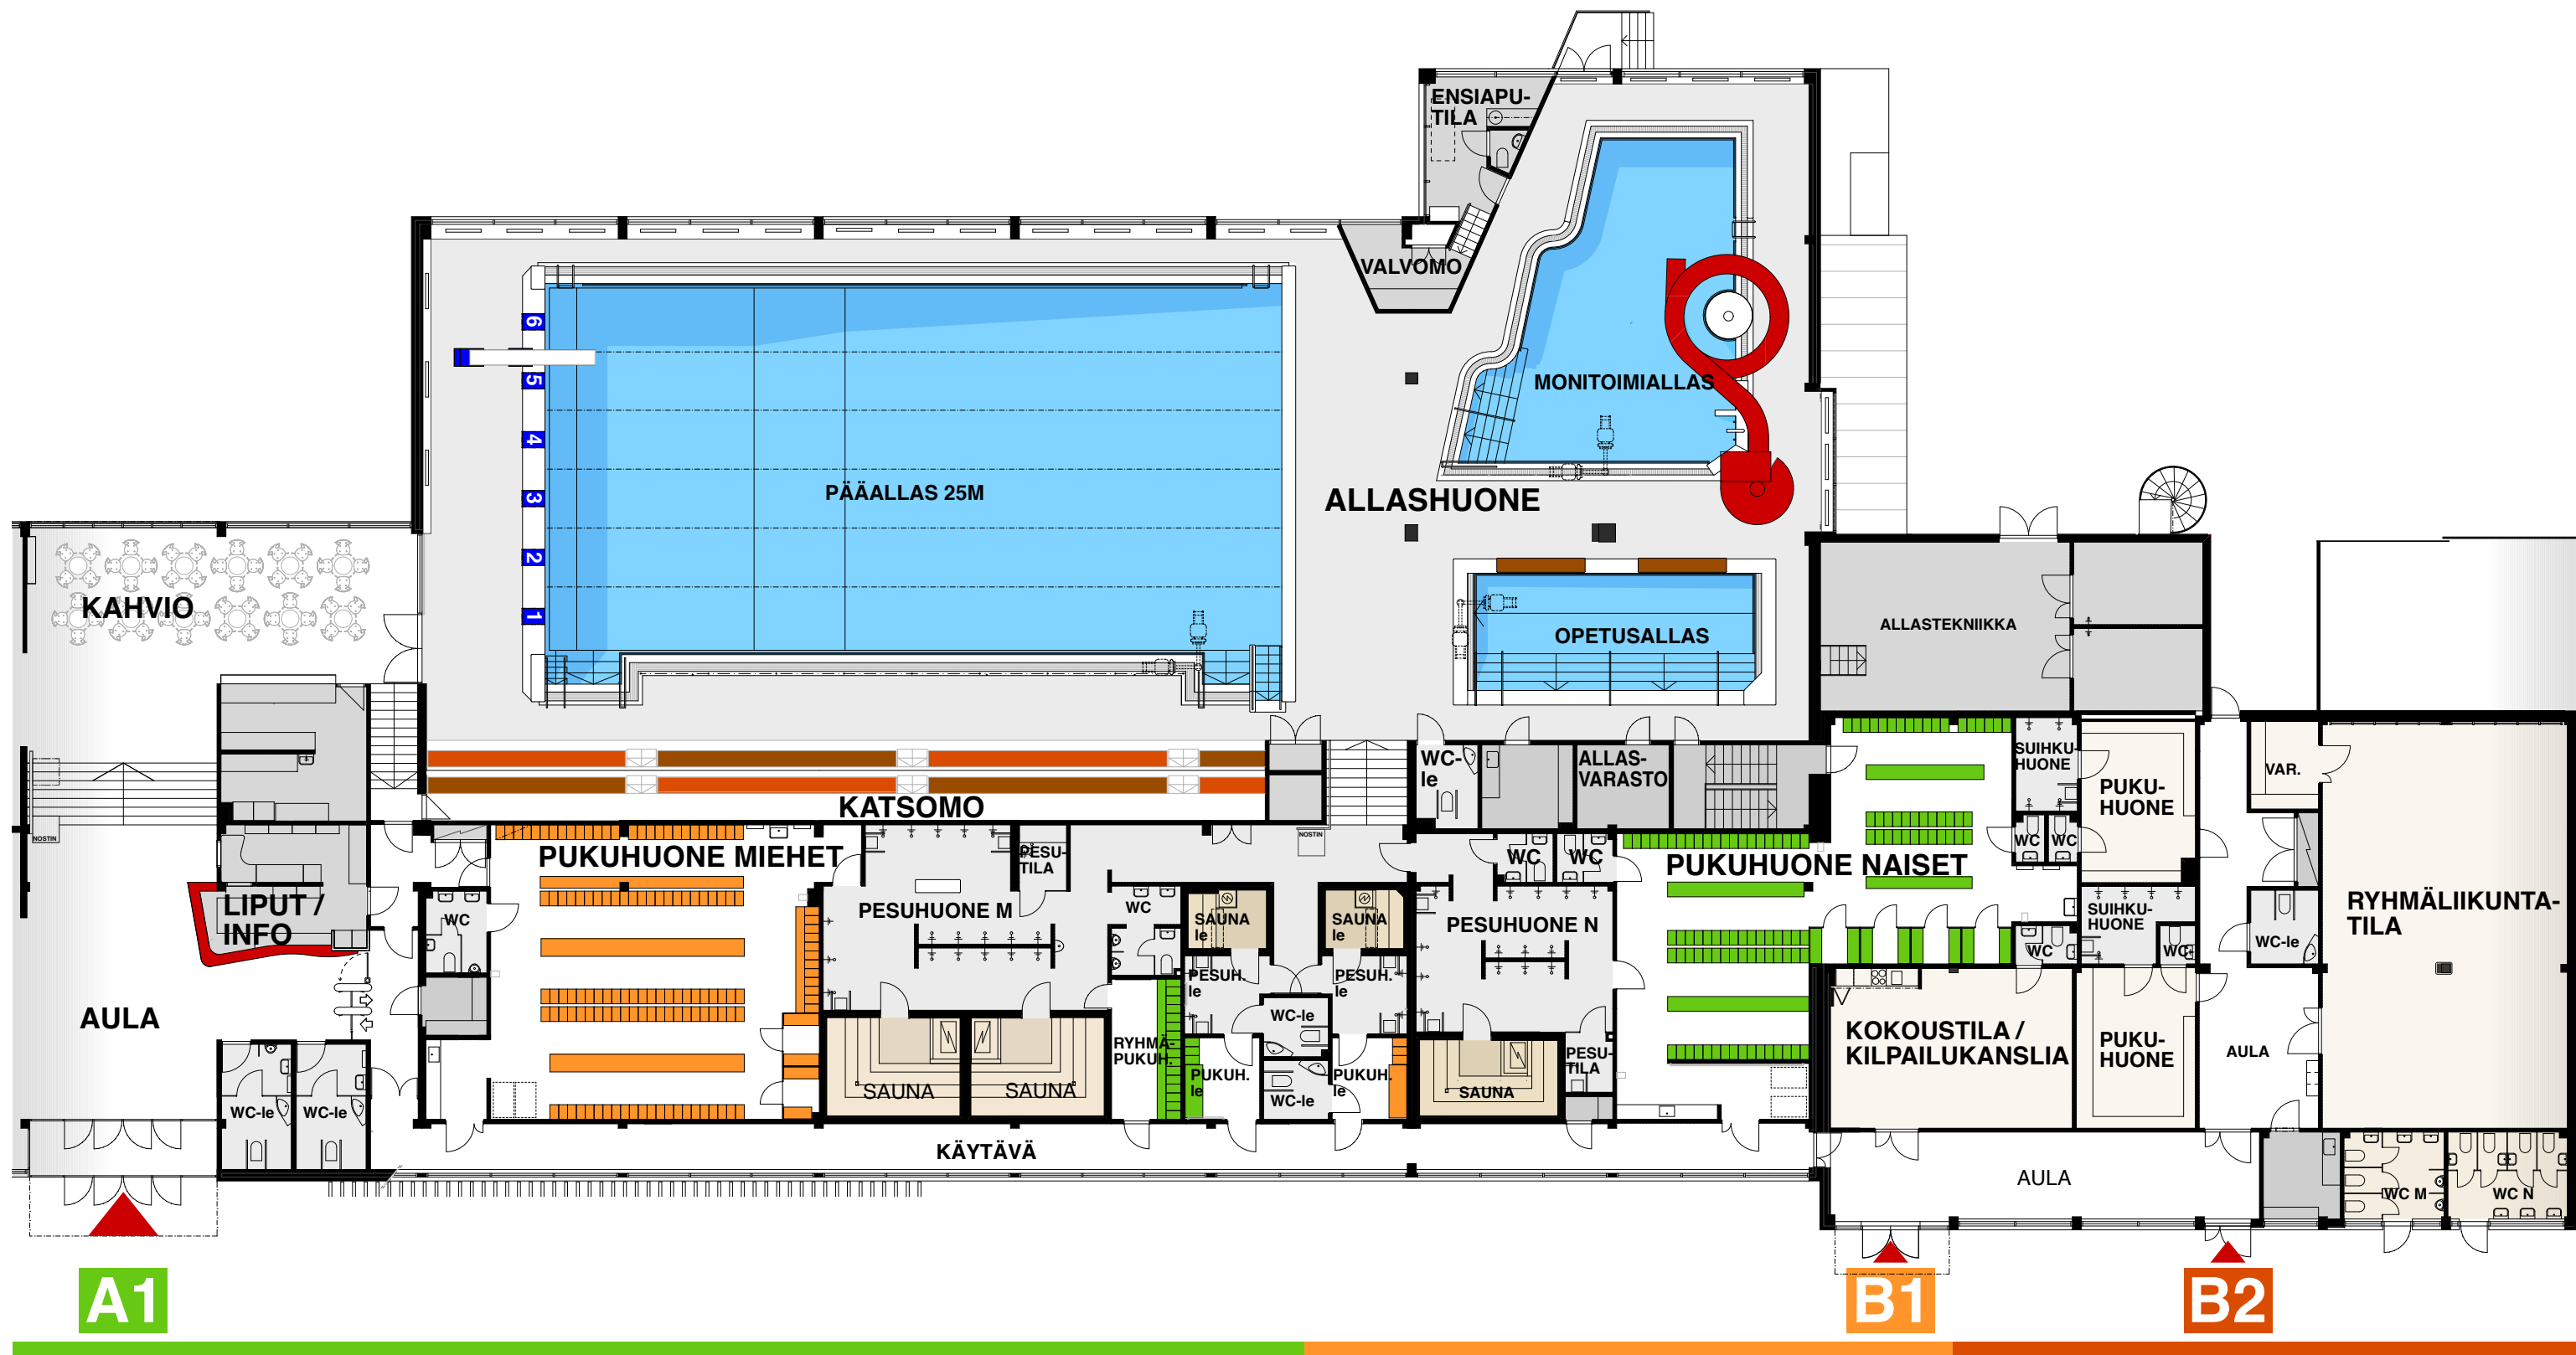 ENSIAPU-
TILA
VALVOMO
6
5
4
3
2
1
PÄÄALLAS 25M
MONITOIMIALLAS
ALLASHUONE
OPETUSALLAS
KAHVIO
ALLASTEKNIIKKA
KATSOMO
WC-
le
ALLAS-
VARASTO
SUIHKU-
HUONE
PUKU-
HUONE
VAR.
NOSTIN
NOSTIN
PUKUHUONE MIEHET
PESU-
TILA
WC
WC
PUKUHUONE NAISET
WC
WC
LIPUT /
INFO
WC
PESUHUONE M
WC
SAUNA
le
SAUNA
le
PESUHUONE N
SUIHKU-
HUONE
WC
WC
WC-le
RYHMÄLIIKUNTA-
TILA
PESUH.
le
PESUH.
le
AULA
WC-le
RYHMÄ-
PUKUH.
PUKUH.
le
PUKUH.
le
WC-le
PESU-
TILA
KOKOUSTILA /
KILPAILUKANSLIA
PUKU-
HUONE
AULA
SAUNA
SAUNA
SAUNA
WC-le
WC-le
KÄYTÄVÄ
AULA
WC M
WC N
A1
B1
B2